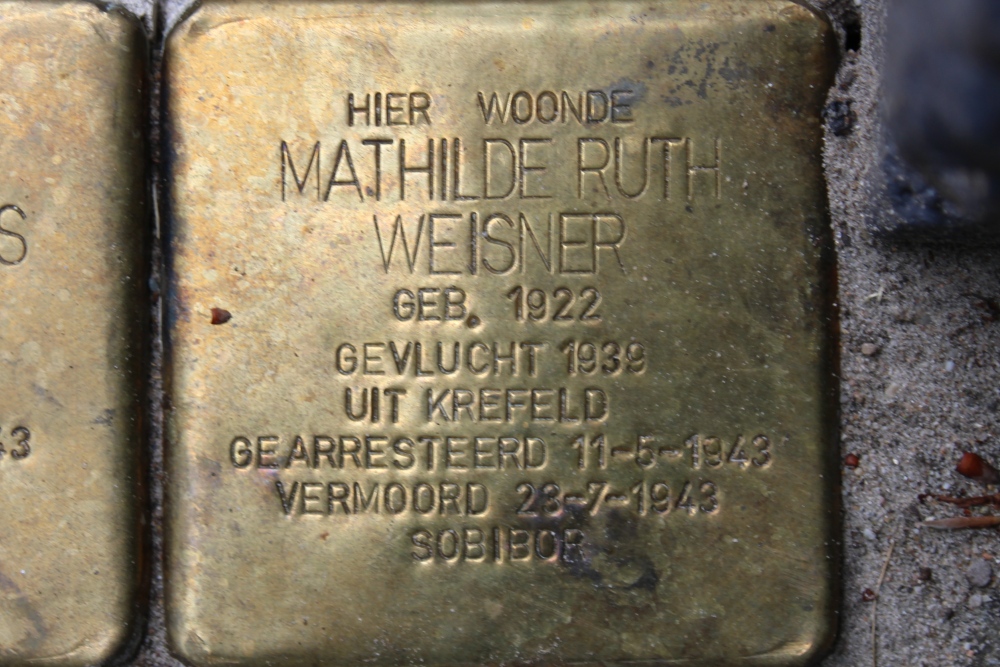 HIER WOONDE
MATHILDE RUTH
WEISNER
GEB. 1922
GEVLUCHT 1939
UIT KREFELD
GEARRESTEERD 11-5-1943
VERMOORD 23-7-1943
SOBIBOR
S
43